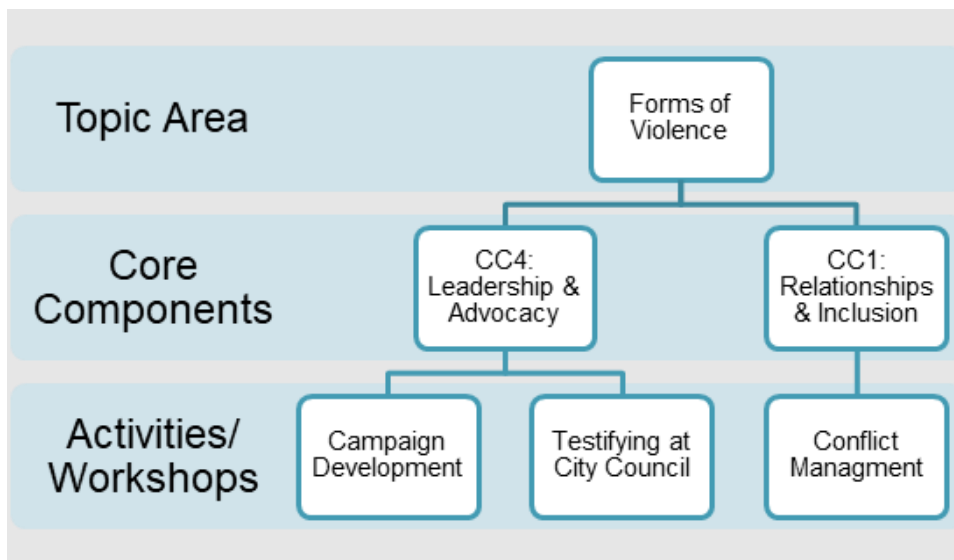 Topic Area
Forms of
Violence
Core
Components
CC4:
Leadership &
Advocacy
CC1:
Relationships
& Inclusion
Activities/
Workshops
Campaign
Development
Testifying at
City Council
Conflict
Managment